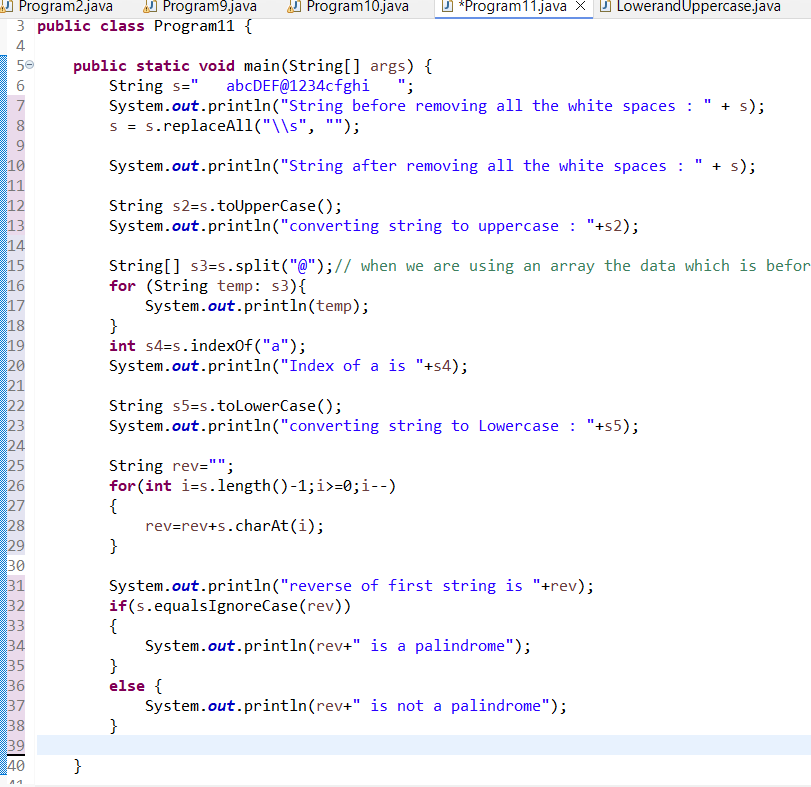 Program2.java Program9.java Program10.java *Program11.java LowerandUppercase.java
3 public class Program11 {
4
5 public static void main(String[] args) {
6 String s="   abcDEF@1234cfghi   ";
7 System.out.println("String before removing all the white spaces : " + s);
8 s = s.replaceAll("\\s", "");
9
10 System.out.println("String after removing all the white spaces : " + s);
11
12 String s2=s.toUpperCase();
13 System.out.println("converting string to uppercase : "+s2);
14
15 String[] s3=s.split("@");// when we are using an array the data which is befor
16 for (String temp: s3){
17 System.out.println(temp);
18 }
19 int s4=s.indexOf("a");
20 System.out.println("Index of a is "+s4);
21
22 String s5=s.toLowerCase();
23 System.out.println("converting string to Lowercase : "+s5);
24
25 String rev="";
26 for(int i=s.length()-1;i>=0;i--)
27 {
28 rev=rev+s.charAt(i);
29 }
30
31 System.out.println("reverse of first string is "+rev);
32 if(s.equalsIgnoreCase(rev))
33 {
34 System.out.println(rev+" is a palindrome");
35 }
36 else {
37 System.out.println(rev+" is not a palindrome");
38 }
39
40 }